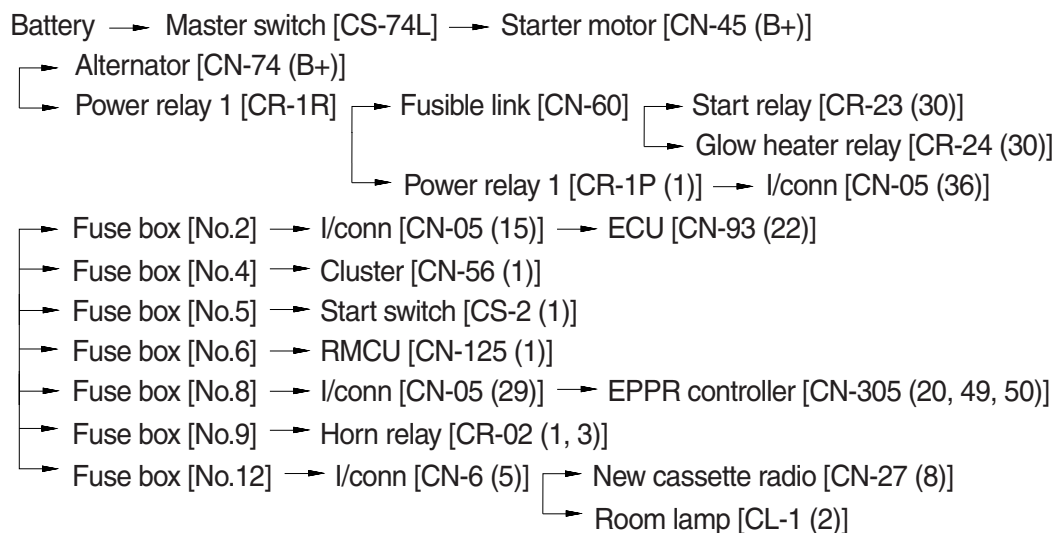 Battery → Master switch [CS-74L] → Starter motor [CN-45 (B+)]
→ Alternator [CN-74 (B+)]
→ Power relay 1 [CR-1R] → Fusible link [CN-60] → Start relay [CR-23 (30)]
→ Glow heater relay [CR-24 (30)]
→ Power relay 1 [CR-1P (1)] → I/conn [CN-05 (36)]
→ Fuse box [No.2] → I/conn [CN-05 (15)] → ECU [CN-93 (22)]
→ Fuse box [No.4] → Cluster [CN-56 (1)]
→ Fuse box [No.5] → Start switch [CS-2 (1)]
→ Fuse box [No.6] → RMCU [CN-125 (1)]
→ Fuse box [No.8] → I/conn [CN-05 (29)] → EPPR controller [CN-305 (20, 49, 50)]
→ Fuse box [No.9] → Horn relay [CR-02 (1, 3)]
→ Fuse box [No.12] → I/conn [CN-6 (5)] → New cassette radio [CN-27 (8)]
→ Room lamp [CL-1 (2)]